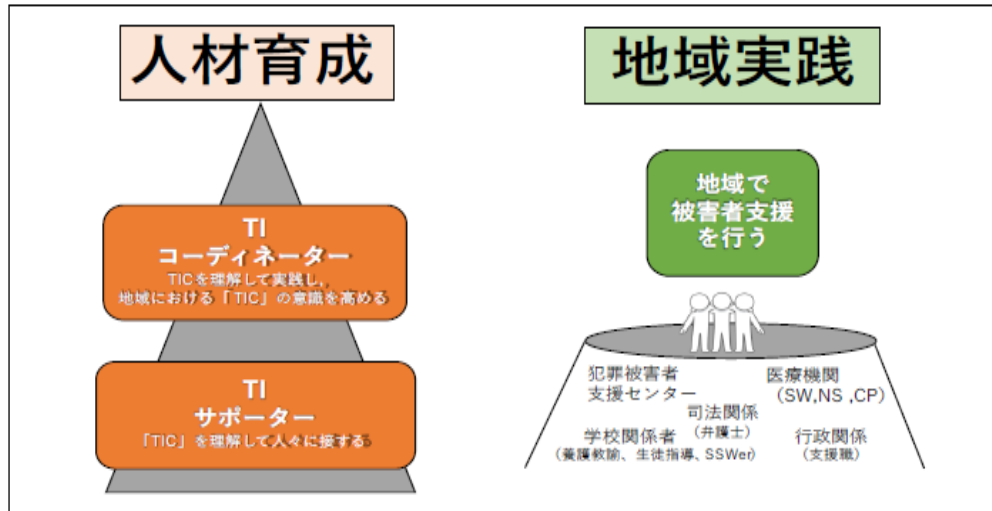 人材育成
TI
コーディネーター
TICを理解して実践し、
地域における「TIC」の意識を高める
TI
サポーター
「TIC」を理解して人々に接する
地域実践
地域で
被害者支援
を行う
犯罪被害者
支援センター
医療機関
(SW,NS ,CP)
司法関係
(弁護士)
学校関係者
(養護教諭、生徒指導、SSWer)
行政関係
(支援職)